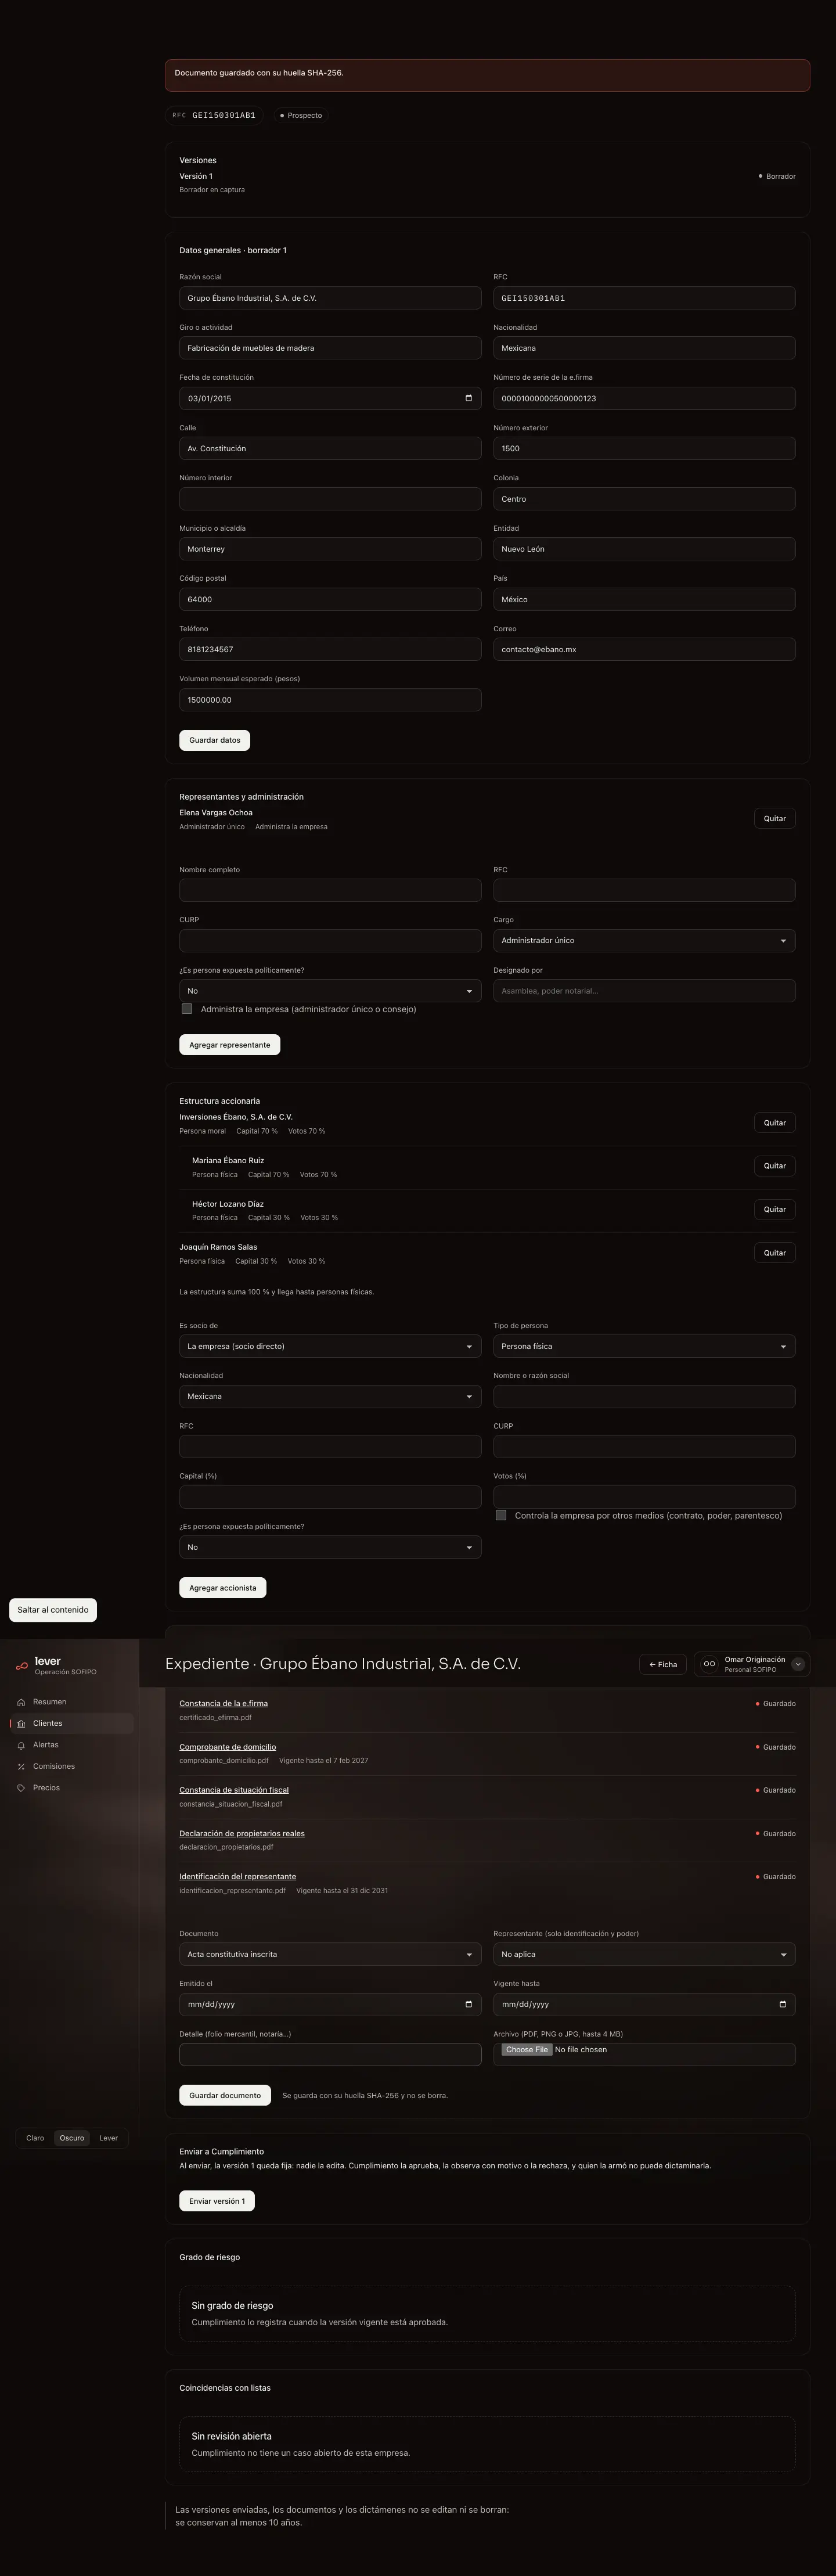 Documento guardado con su huella SHA-256.
RFC GEI150301AB1
Prospecto
Versiones
Versión 1
Borrador
Borrador en captura
Datos generales · borrador 1
Razón social
RFC
Grupo Ébano Industrial, S.A. de C.V.
GEI150301AB1
Giro o actividad
Nacionalidad
Fabricación de muebles de madera
Mexicana
Fecha de constitución
Número de serie de la e.firma
03/01/2015
00001000000500000123
Calle
Número exterior
Av. Constitución
1500
Número interior
Colonia
Centro
Municipio o alcaldía
Entidad
Monterrey
Nuevo León
Código postal
País
64000
México
Teléfono
Correo
8181234567
contacto@ebano.mx
Volumen mensual esperado (pesos)
1500000.00
Guardar datos
Representantes y administración
Elena Vargas Ochoa
Administrador único Administra la empresa
Quitar
Nombre completo
RFC
CURP
Cargo
Administrador único
¿Es persona expuesta políticamente?
Designado por
No
Asamblea, poder notarial...
Administra la empresa (administrador único o consejo)
Agregar representante
Estructura accionaria
Inversiones Ébano, S.A. de C.V.
Persona moral Capital 70 % Votos 70 %
Quitar
Mariana Ébano Ruiz
Persona física Capital 70 % Votos 70 %
Quitar
Héctor Lozano Díaz
Persona física Capital 30 % Votos 30 %
Quitar
Joaquín Ramos Salas
Persona física Capital 30 % Votos 30 %
Quitar
La estructura suma 100 % y llega hasta personas físicas.
Es socio de
Tipo de persona
La empresa (socio directo)
Persona física
Nacionalidad
Nombre o razón social
Mexicana
RFC
CURP
Capital (%)
Votos (%)
Controla la empresa por otros medios (contrato, poder, parentesco)
¿Es persona expuesta políticamente?
No
Agregar accionista
Saltar al contenido
lever
Operación SOFIPO
Expediente · Grupo Ébano Industrial, S.A. de C.V.
← Ficha
OO
Omar Originación
Personal SOFIPO
Resumen
Clientes
Alertas
Comisiones
Precios
Constancia de la e.firma
certificado_efirma.pdf
Guardado
Comprobante de domicilio
comprobante_domicilio.pdf Vigente hasta el 7 feb 2027
Guardado
Constancia de situación fiscal
constancia_situacion_fiscal.pdf
Guardado
Declaración de propietarios reales
declaracion_propietarios.pdf
Guardado
Identificación del representante
identificacion_representante.pdf Vigente hasta el 31 dic 2031
Guardado
Documento
Representante (solo identificación y poder)
Acta constitutiva inscrita
No aplica
Emitido el
Vigente hasta
mm/dd/yyyy
mm/dd/yyyy
Detalle (folio mercantil, notaría...)
Archivo (PDF, PNG o JPG, hasta 4 MB)
Choose File No file chosen
Guardar documento
Se guarda con su huella SHA-256 y no se borra.
Claro Oscuro Lever
Enviar a Cumplimiento
Al enviar, la versión 1 queda fija: nadie la edita. Cumplimiento la aprueba, la observa con motivo o la rechaza, y quien la armó no puede dictaminarla.
Enviar versión 1
Grado de riesgo
Sin grado de riesgo
Cumplimiento lo registra cuando la versión vigente está aprobada.
Coincidencias con listas
Sin revisión abierta
Cumplimiento no tiene un caso abierto de esta empresa.
Las versiones enviadas, los documentos y los dictámenes no se editan ni se borran:
se conservan al menos 10 años.